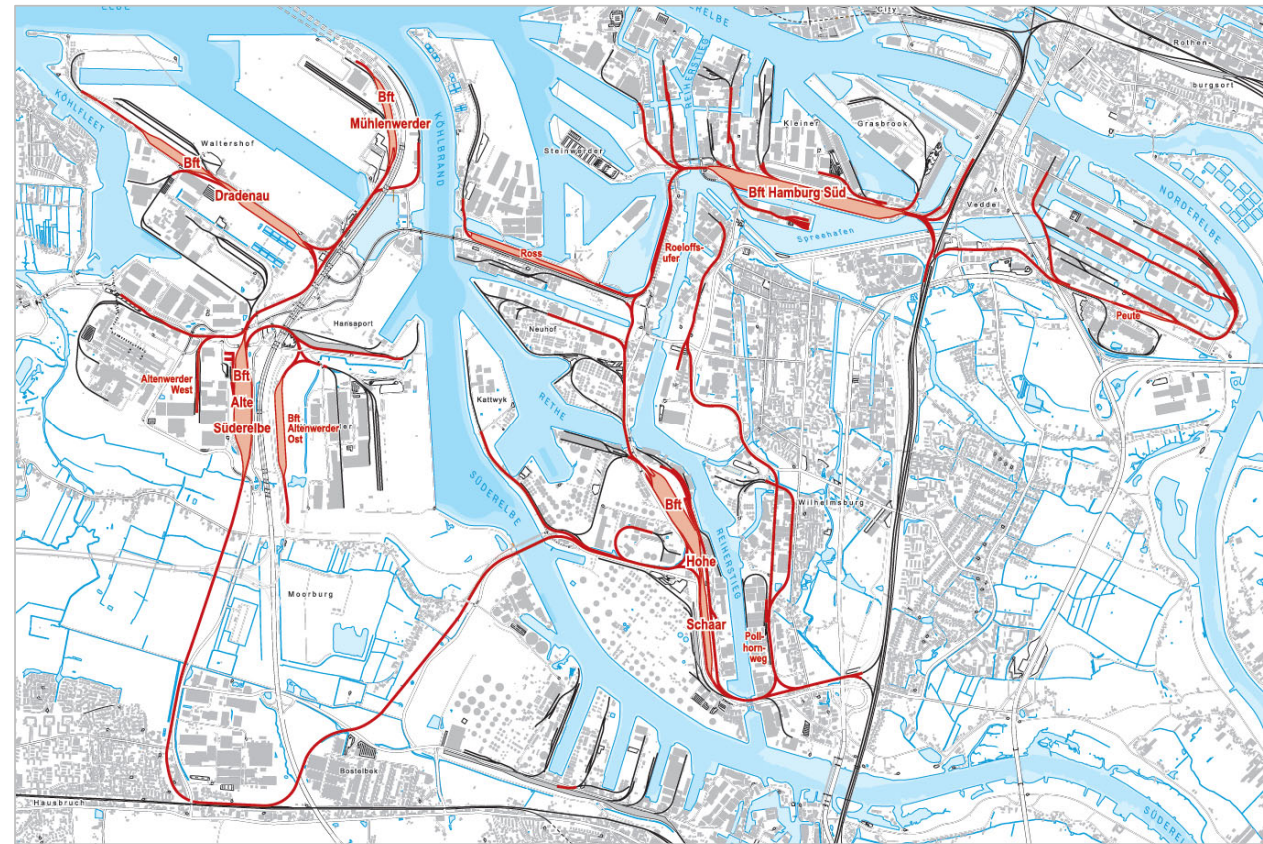 ELBE
City
Rothen-
burgsort
KÖHLFLEET
Bft
Mühlenwerder
KÖHLBRAND
REIHERSTIEG
Waltershof
Steinwerder
Kleiner
Grasbrook
Bft
Dradenau
Bft Hamburg Süd
Veddel
NORDERELBE
Spreehafen
Ross
Roeloffs-
ufer
Hansaport
Neuhof
Peute
Altenwerder
West
Bft
Alte
Süderelbe
Bft
Altenwerder
Ost
Kattwyk
RETHE
SÜDERELBE
Bft
Hohe
Schaar
Wilhelmsburg
REIHERSTIEG
Moorburg
Poll-
horn-
weg
Bostelbek
Hausbruch